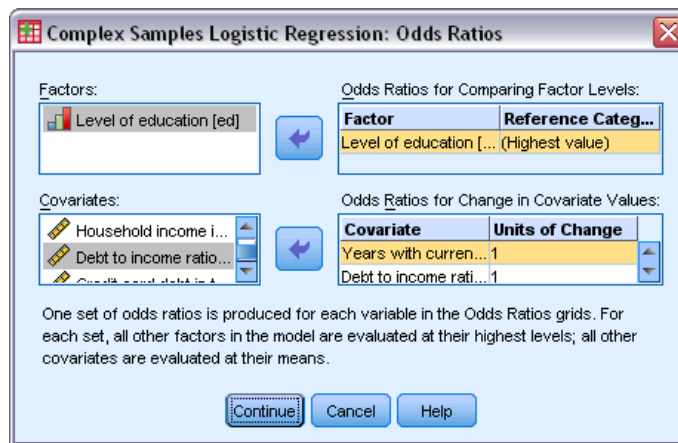 Complex Samples Logistic Regression: Odds Ratios
Factors:
Level of education [ed]
Odds Ratios for Comparing Factor Levels:
Factor Reference Categ...
Level of education [... (Highest value)
Covariates:
Household income i...
Debt to income ratio...
Credit card debt in t...
Odds Ratios for Change in Covariate Values:
Covariate Units of Change
Years with curren... 1
Debt to income rati... 1
One set of odds ratios is produced for each variable in the Odds Ratios grids. For
each set, all other factors in the model are evaluated at their highest levels; all other
covariates are evaluated at their means.
Continue Cancel Help